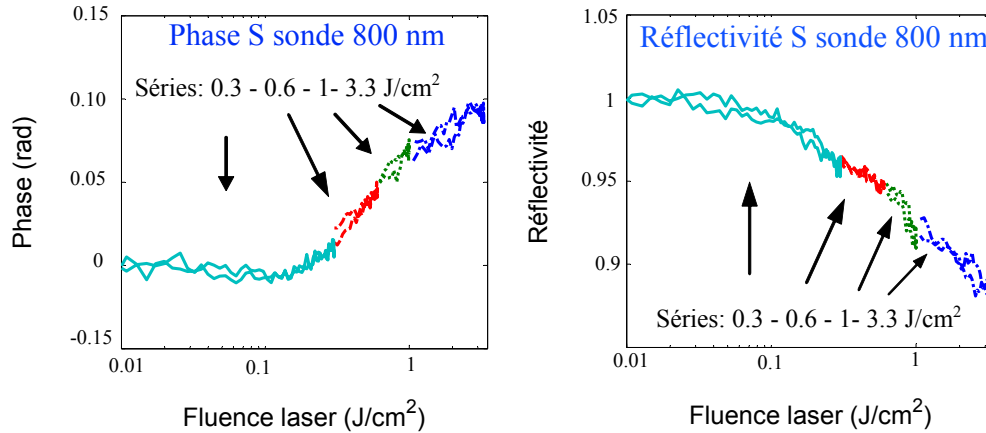 Phase S sonde 800 nm
Séries: 0.3 - 0.6 - 1- 3.3 J/cm²
Phase (rad)
0.10
0.05
0
-0.15
0.01
0.1
1
Fluence laser (J/cm²)
Réflectivité S sonde 800 nm
Réflectivité
1.05
1
0.95
0.9
Séries: 0.3 - 0.6 - 1- 3.3 J/cm²
0.01
0.1
1
Fluence laser (J/cm²)